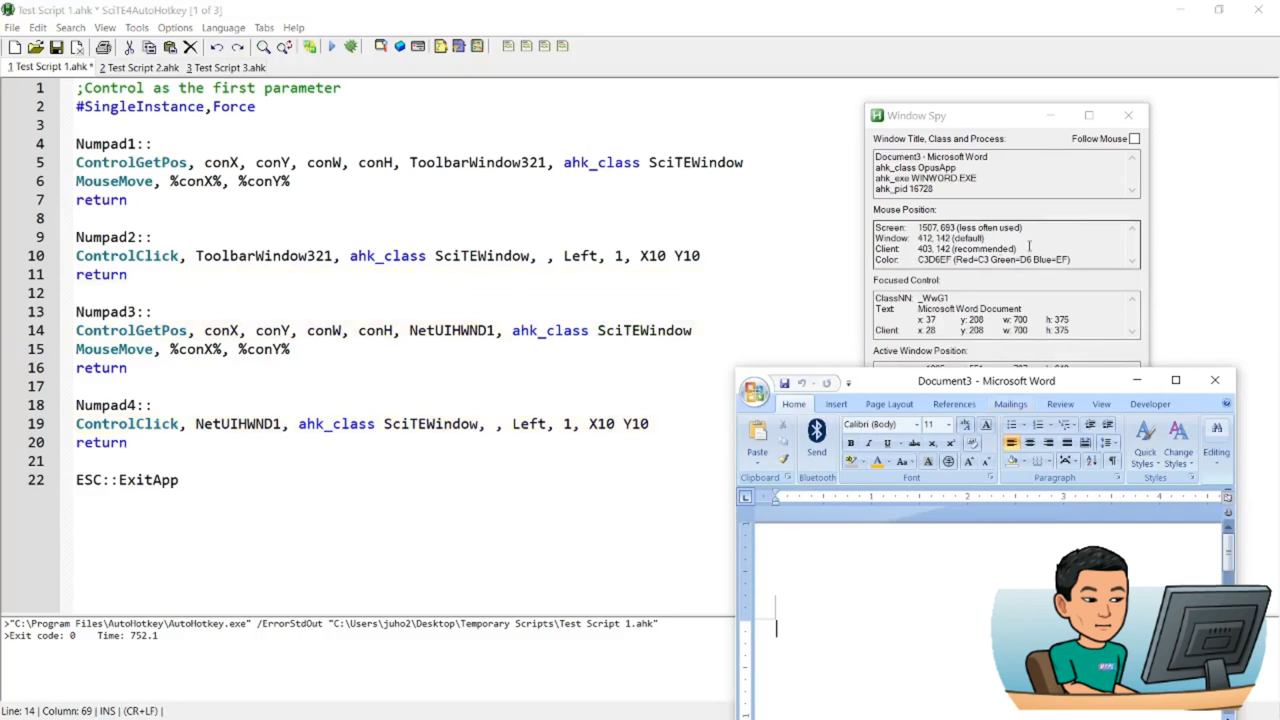 Test Script 1.ahk * SciTE4AutoHotkey [1 of 3]
File Edit Search View Tools Options Language Tabs Help
1 Test Script 1.ahk * 2 Test Script 2.ahk 3 Test Script 3.ahk
1 ;Control as the first parameter
2 #SingleInstance,Force
3
4 Numpad1::
5 ControlGetPos, conX, conY, conW, conH, ToolbarWindow321, ahk_class SciTEWindow
6 MouseMove, %conX%, %conY%
7 return
8
9 Numpad2::
10 ControlClick, ToolbarWindow321, ahk_class SciTEWindow, , Left, 1, X10 Y10
11 return
12
13 Numpad3::
14 ControlGetPos, conX, conY, conW, conH, NetUIHWND1, ahk_class SciTEWindow
15 MouseMove, %conX%, %conY%
16 return
17
18 Numpad4::
19 ControlClick, NetUIHWND1, ahk_class SciTEWindow, , Left, 1, X10 Y10
20 return
21
22 ESC::ExitApp
>"C:\Program Files\AutoHotkey\AutoHotkey.exe" /ErrorStdOut "C:\Users\juho2\Desktop\Temporary Scripts\Test Script 1.ahk"
>Exit code: 0 Time: 752.1
Line: 14 | Column: 69 | INS | (CR+LF) |
Window Spy
Window Title, Class and Process: Follow Mouse
Document3 - Microsoft Word
ahk_class OpusApp
ahk_exe WINWORD.EXE
ahk_pid 16728
Mouse Position:
Screen: 1507, 693 (less often used)
Window: 412, 142 (default)
Client: 403, 142 (recommended)
Color: C3D6EF (Red=C3 Green=D6 Blue=EF)
Focused Control:
ClassNN: _WwG1
Text: Microsoft Word Document
x: 37 y: 208 w: 700 h: 375
Client: x: 28 y: 208 w: 700 h: 375
Active Window Position:
Document3 - Microsoft Word
Home Insert Page Layout References Mailings Review View Developer
Calibri (Body) 11
Paste Send Quick Styles Change Styles Editing
Clipboard Bluetooth Font Paragraph Styles
1 2 3 4